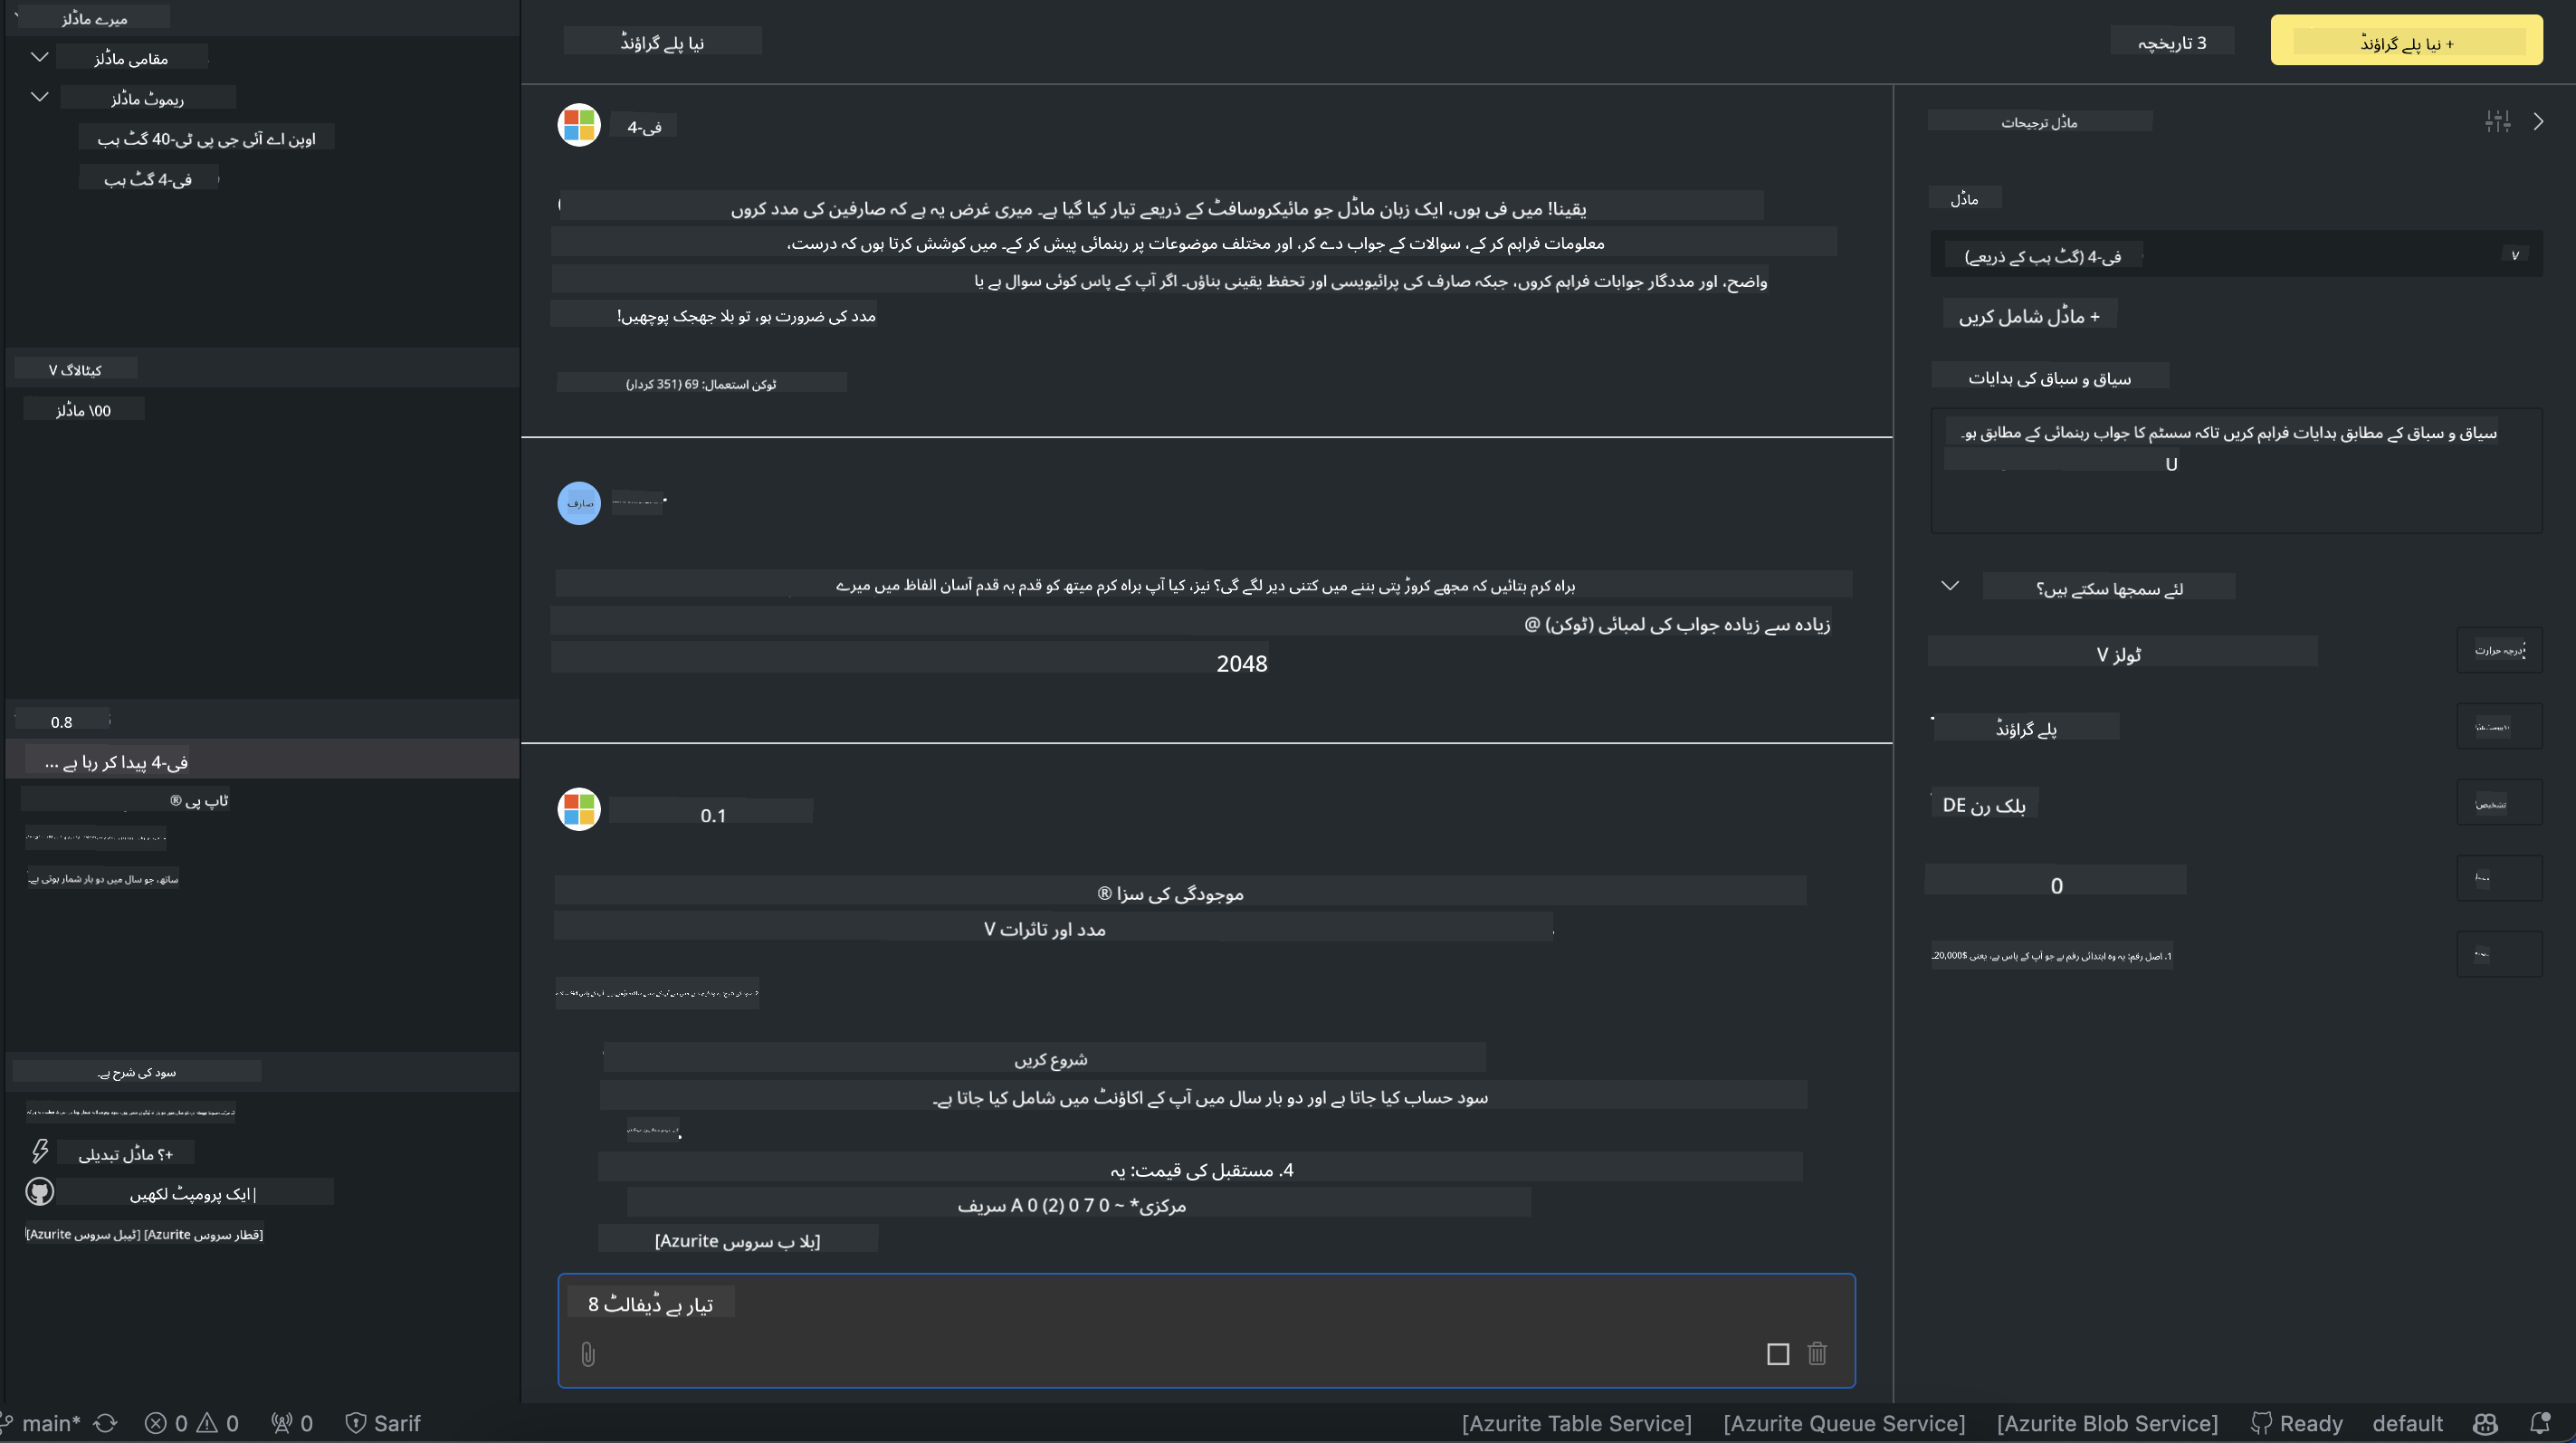 میرے ماڈلز
مقامی ماڈلز
ریموٹ ماڈلز
اوپن اے آئی جی پی ٹی-40 گٹ ہب
فی-4 گٹ ہب
کیٹالاگ V
\00 ماڈلز
0.8
فی-4 پیدا کر رہا ہے ...
ٹاپ پی ®
ساتھ، جو سال میں دو بار شمار ہوتی ہے۔
سود کی شرح ہے۔
+؟ ماڈل تبدیلی
ایک پرومپٹ لکھیں|
[قطار سروس Azurite] [ٹیبل سروس Azurite]
نیا پلے گراؤنڈ
3 تاریخچہ
+ نیا پلے گراؤنڈ
فی-4
یقینا! میں فی ہوں، ایک زبان ماڈل جو مائیکروسافٹ کے ذریعے تیار کیا گیا ہے۔ میری غرض یہ ہے کہ صارفین کی مدد کروں
معلومات فراہم کر کے، سوالات کے جواب دے کر، اور مختلف موضوعات پر رہنمائی پیش کر کے۔ میں کوشش کرتا ہوں کہ درست،
واضح، اور مددگار جوابات فراہم کروں، جبکہ صارف کی پرائیویسی اور تحفظ یقینی بناؤں۔ اگر آپ کے پاس کوئی سوال ہے یا
مدد کی ضرورت ہو، تو بلا جھجک پوچھیں!
ٹوکن استعمال: 69 (351 کردار)
صارف
براہ کرم بتائیں کہ مجھے کروڑ پتی بننے میں کتنی دیر لگے گی؟ نیز، کیا آپ براہ کرم میتھ کو قدم بہ قدم آسان الفاظ میں میرے
زیادہ سے زیادہ جواب کی لمبائی (ٹوکن) @
2048
0.1
موجودگی کی سزا ®
مدد اور تاثرات V
شروع کریں
سود حساب کیا جاتا ہے اور دو بار سال میں آپ کے اکاؤنٹ میں شامل کیا جاتا ہے۔
4. مستقبل کی قیمت: یہ
مرکزی* ~ 0 7 0 (2) 0 A سریف
[بلا ب سروس Azurite]
تیار ہے ڈیفالٹ 8
ماڈل ترجیحات
ماڈل
فی-4 (گٹ ہب کے ذریعے)
v
+ ماڈل شامل کریں
سیاق و سباق کی ہدایات
سیاق و سباق کے مطابق ہدایات فراہم کریں تاکہ سسٹم کا جواب رہنمائی کے مطابق ہو۔
U
لئے سمجھا سکتے ہیں؟
ٹولز V
درجہ حرارت
پلے گراؤنڈ
بلک رن DE
تشخیص
0
1. اصل رقم: یہ وہ ابتدائی رقم ہے جو آپ کے پاس ہے، یعنی $20,000۔
main* 0 0 0 Sarif
[Azurite Table Service] [Azurite Queue Service] [Azurite Blob Service] Ready default